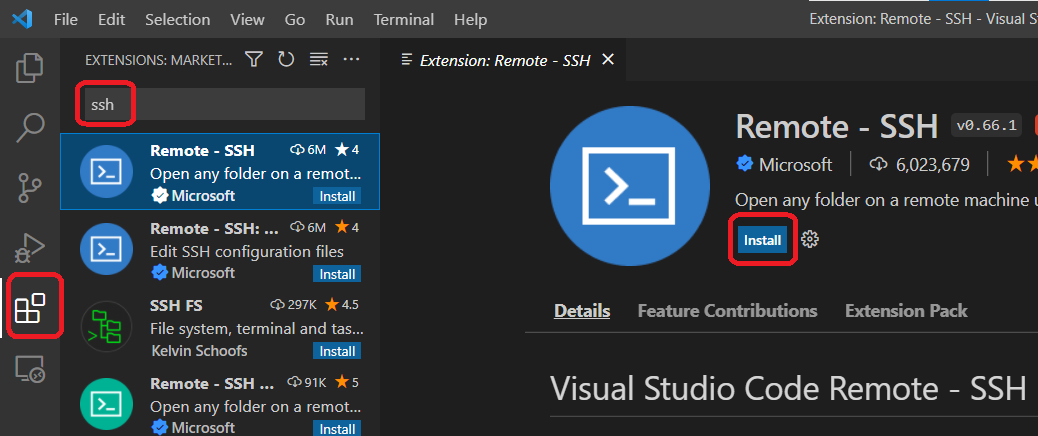 File Edit Selection View Go Run Terminal Help Extension: Remote - SSH - Visual St
EXTENSIONS: MARKET...
Extension: Remote - SSH
ssh
Remote - SSH 6M 4
Open any folder on a remot...
Microsoft Install
Remote - SSH: ... 6M 4
Edit SSH configuration files
Microsoft Install
SSH FS 297K 4.5
File system, terminal and tas...
Kelvin Schoofs Install
Remote - SSH ... 91K 5
Open any folder on a remot...
Microsoft Install
Remote - SSH v0.66.1
Microsoft 6,023,679
Open any folder on a remote machine u
Install
Details Feature Contributions Extension Pack
Visual Studio Code Remote - SSH